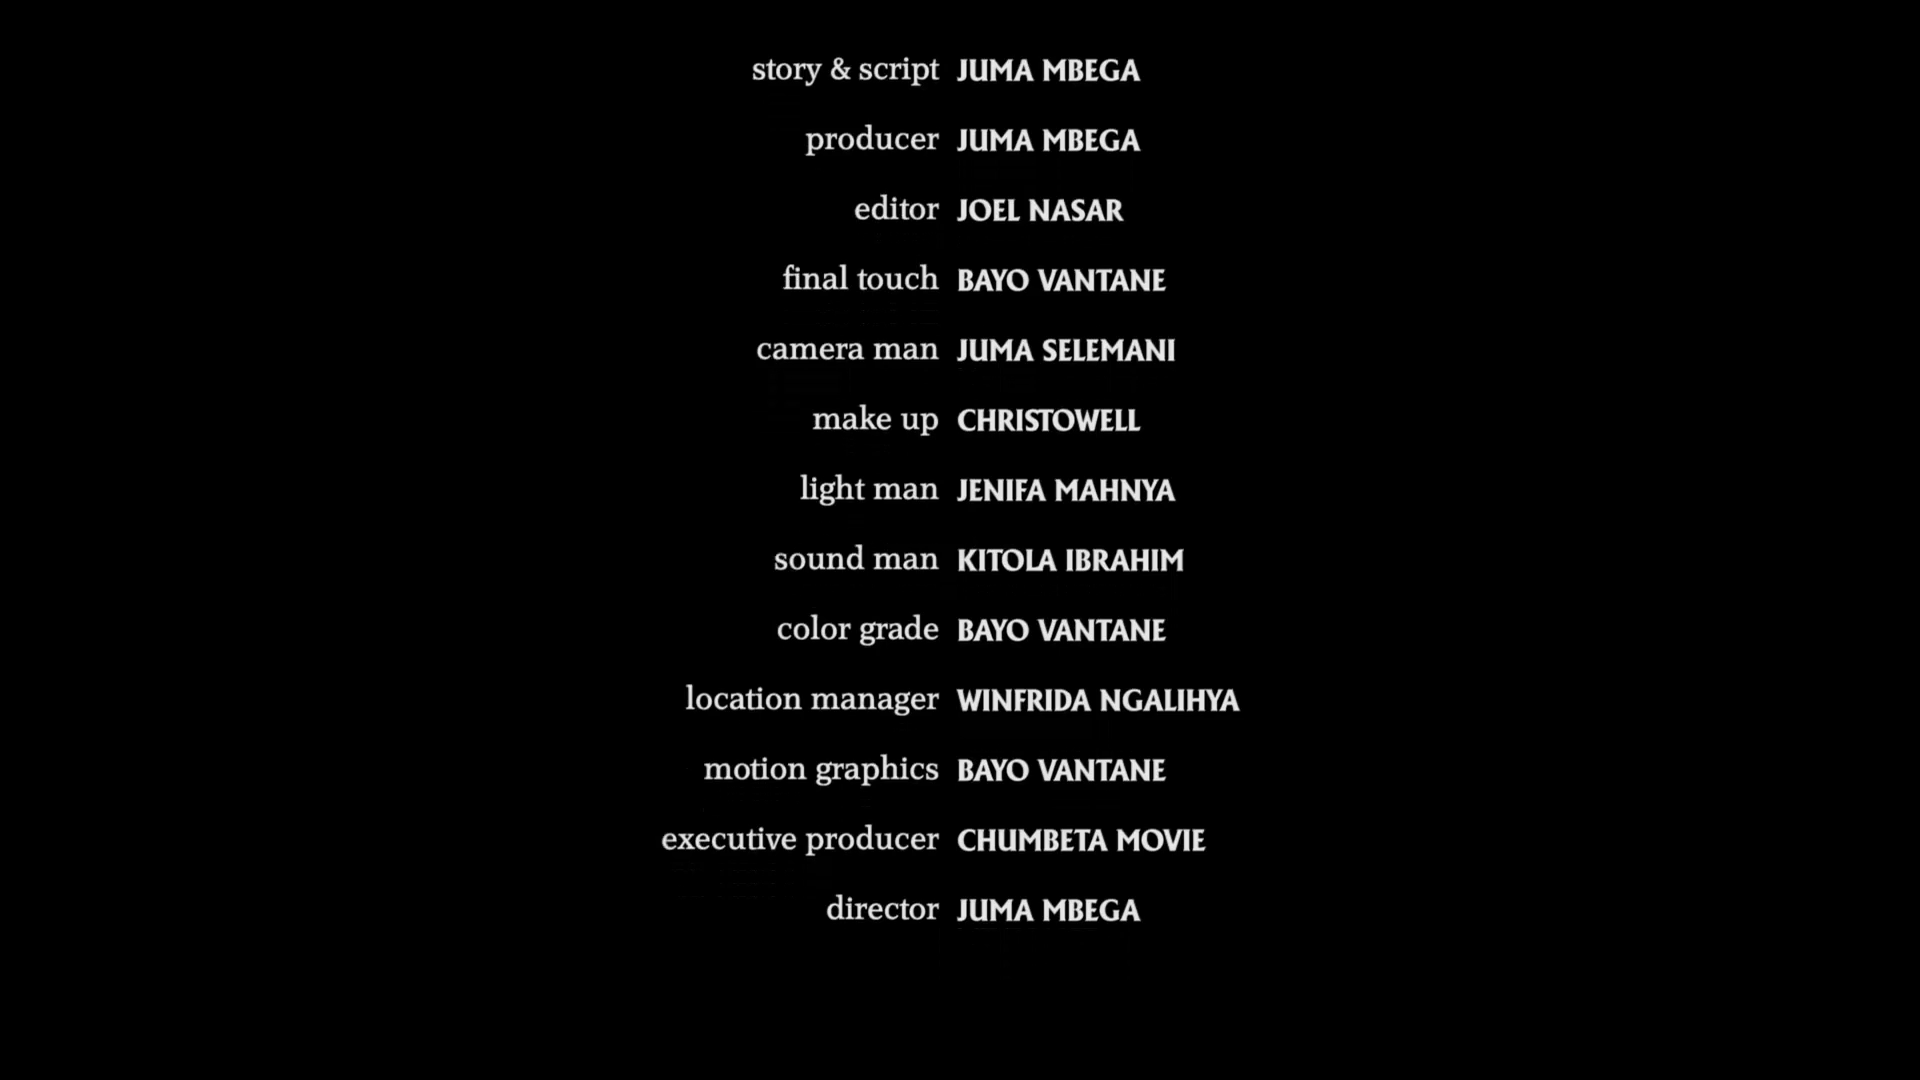 story & script JUMA MBEGA
producer JUMA MBEGA
editor JOEL NASAR
final touch BAYO VANTANE
camera man JUMA SELEMANI
make up CHRISTOWELL
light man JENIFA MAHNYA
sound man KITOLA IBRAHIM
color grade BAYO VANTANE
location manager WINFRIDA NGALIHYA
motion graphics BAYO VANTANE
executive producer CHUMBETA MOVIE
director JUMA MBEGA